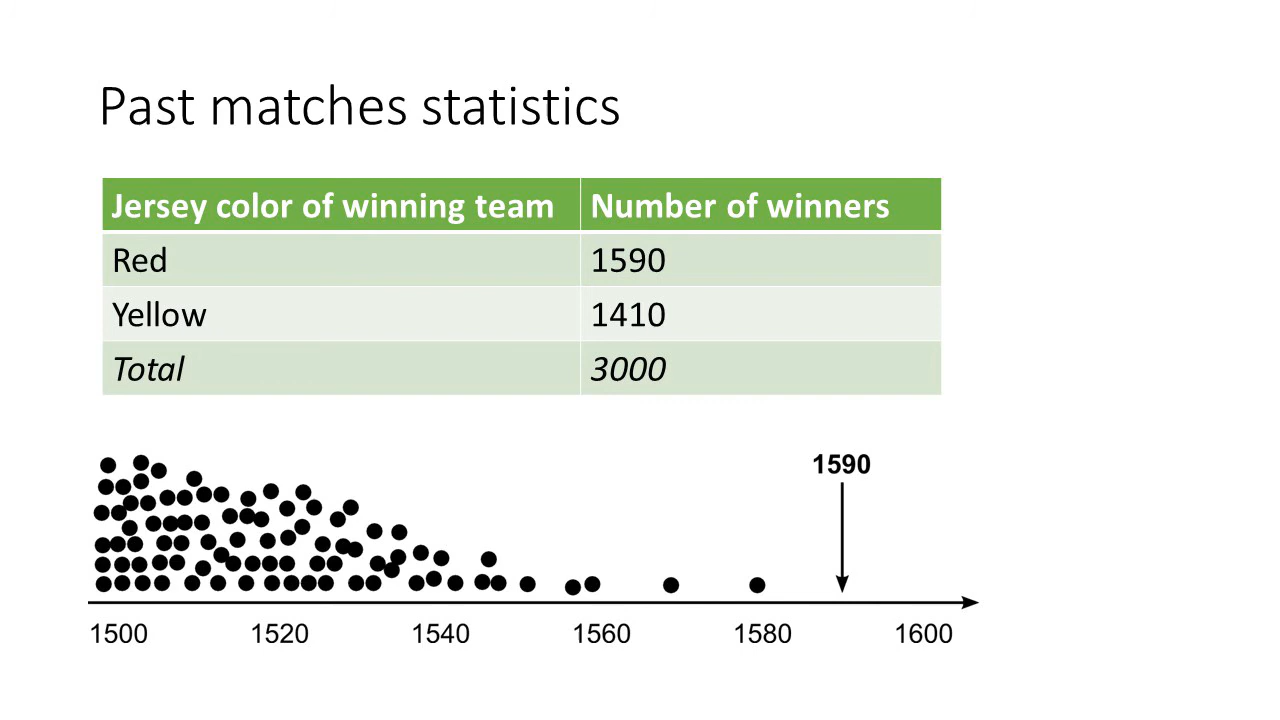 Past matches statistics
Jersey color of winning team Number of winners
Red 1590
Yellow 1410
Total 3000
1590
1500 1520 1540 1560 1580 1600